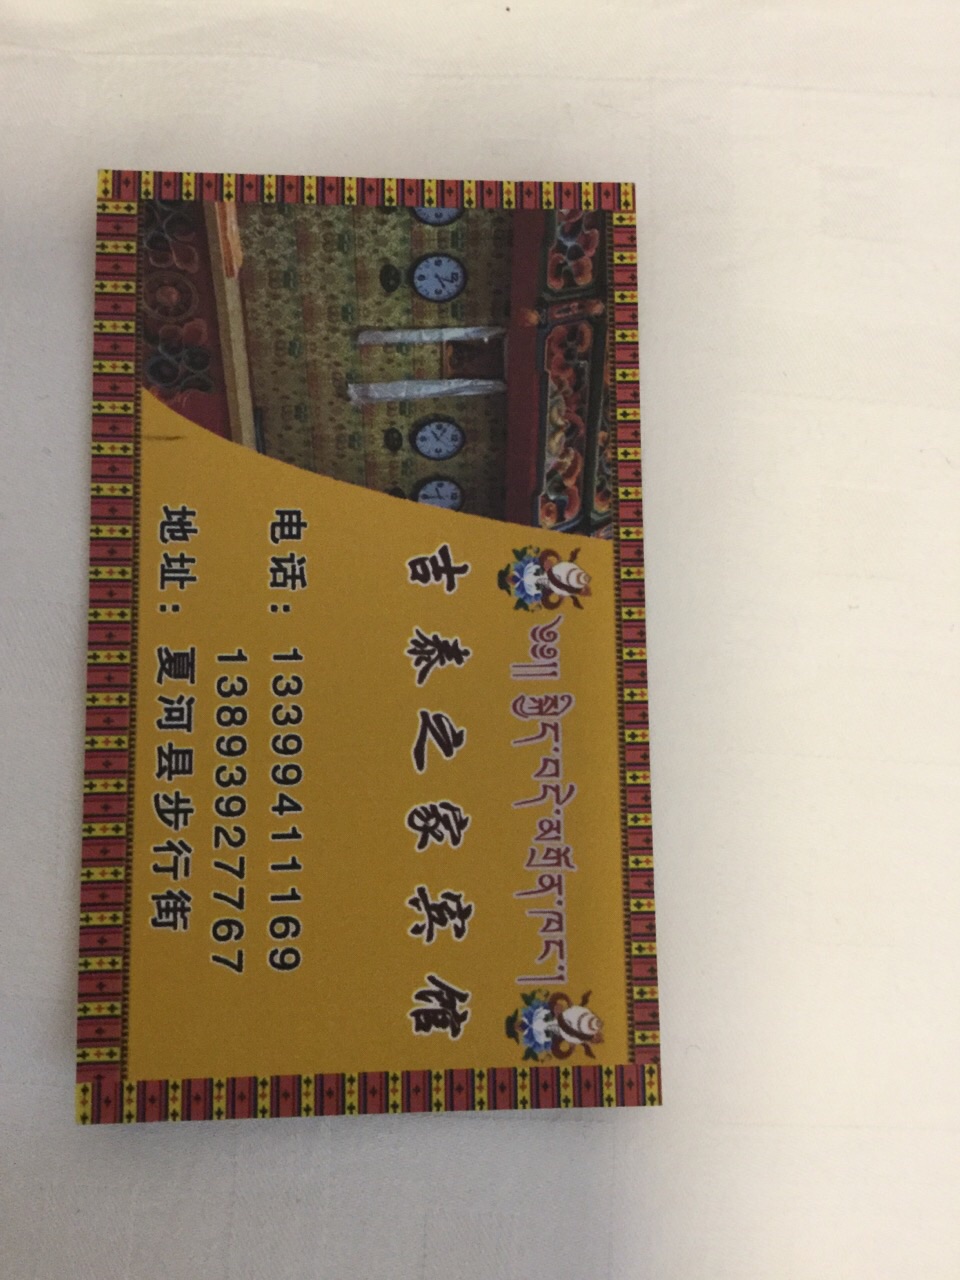 ༄༅།། སྐྱིད་བདེ་མགྲོན་ཁང་།
吉泰之家宾馆
电话：13399411169
13893927767
地址：夏河县步行街